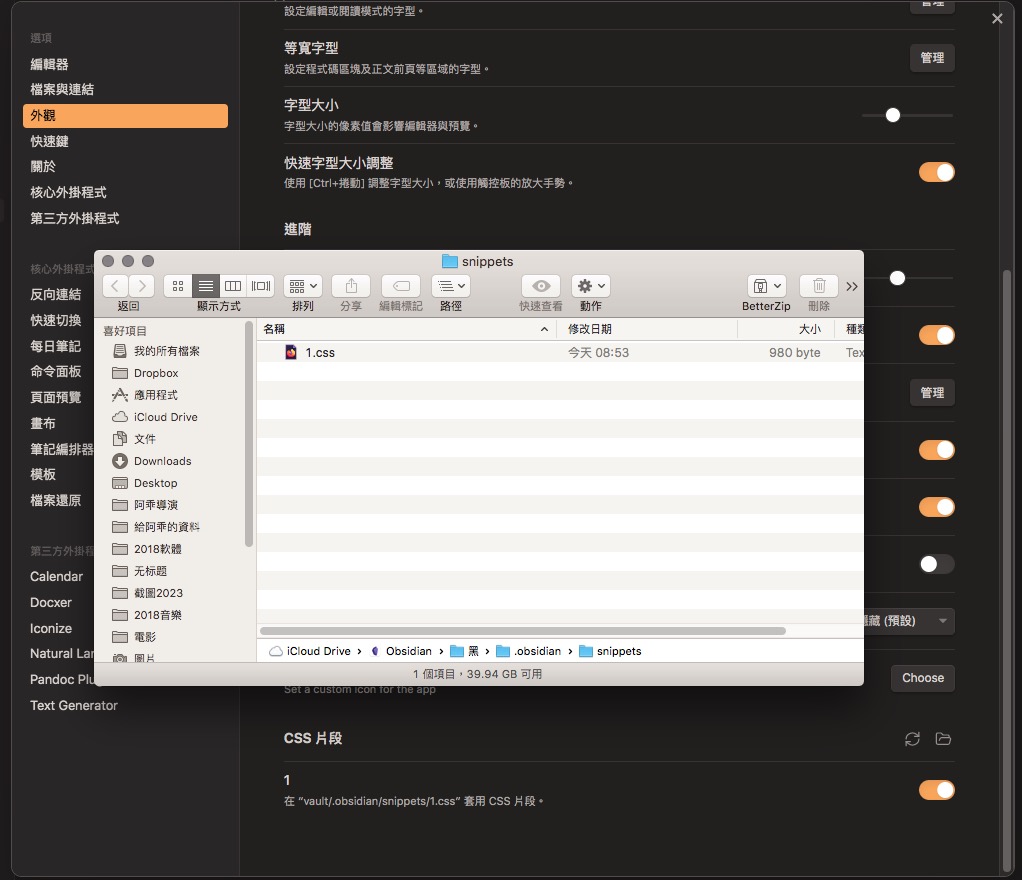 選項
編輯器
檔案與連結
外觀
快速鍵
關於
核心外掛程式
第三方外掛程式
核心外掛程式
反向連結
快速切換
每日筆記
命令面板
頁面預覽
畫布
筆記編排器
模板
檔案還原
第三方外掛程
Calendar
Docxer
Iconize
Natural Lan
Pandoc Plu
Text Generator
設定編輯或閱讀模式的字型。
管理
等寬字型
設定程式碼區塊及正文前頁等區域的字型。
管理
字型大小
字型大小的像素值會影響編輯器與預覽。
快速字型大小調整
使用 [Ctrl+捲動] 調整字型大小，或使用觸控板的放大手勢。
進階
管理
隱藏 (預設)
Set a custom icon for the app
Choose
CSS 片段
1
在 “vault/.obsidian/snippets/1.css” 套用 CSS 片段。
snippets
返回
顯示方式
排列
分享
編輯標記
路徑
快速查看
動作
BetterZip
刪除
喜好項目
我的所有檔案
Dropbox
應用程式
iCloud Drive
文件
Downloads
Desktop
阿乖導演
給阿乖的資料
2018軟體
无标题
截圖2023
2018音樂
電影
圖片
名稱 修改日期 大小 種類
1.css 今天 08:53 980 byte Tex
iCloud Drive › Obsidian › 黑 › .obsidian › snippets
1 個項目，39.94 GB 可用